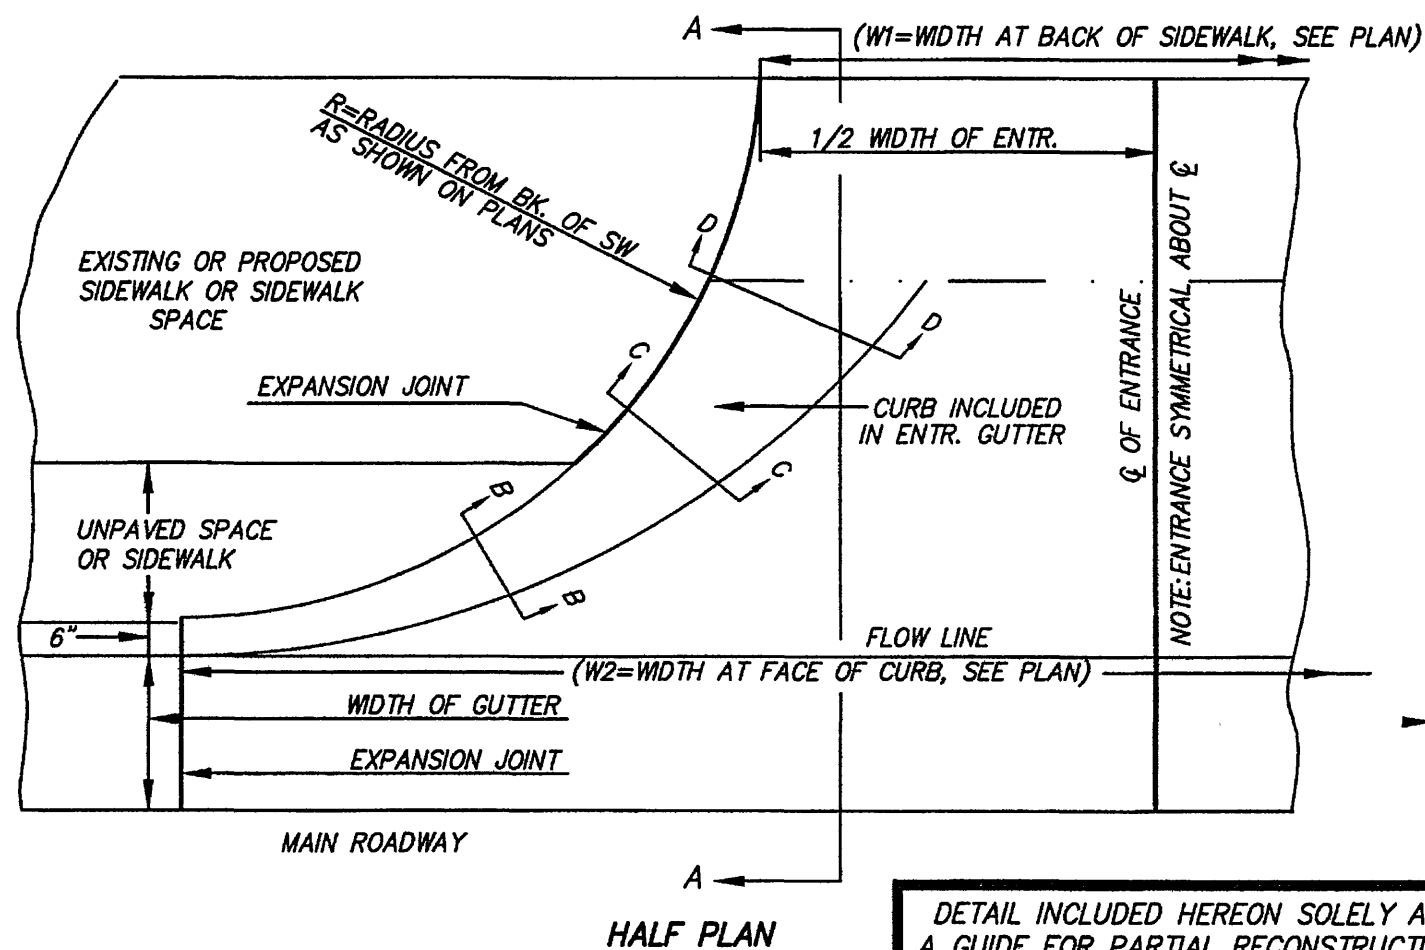 A
(W1=WIDTH AT BACK OF SIDEWALK, SEE PLAN)
R=RADIUS FROM BK. OF SW
AS SHOWN ON PLANS
1/2 WIDTH OF ENTR.
D
D
EXISTING OR PROPOSED
SIDEWALK OR SIDEWALK
SPACE
C
EXPANSION JOINT
CURB INCLUDED
IN ENTR. GUTTER
C
℄ OF ENTRANCE
NOTE: ENTRANCE SYMMETRICAL ABOUT ℄
B
UNPAVED SPACE
OR SIDEWALK
B
6"
FLOW LINE
(W2=WIDTH AT FACE OF CURB, SEE PLAN)
WIDTH OF GUTTER
EXPANSION JOINT
MAIN ROADWAY
A
HALF PLAN
DETAIL INCLUDED HEREON SOLELY A
A GUIDE FOR PARTIAL RECONSTRUCTI